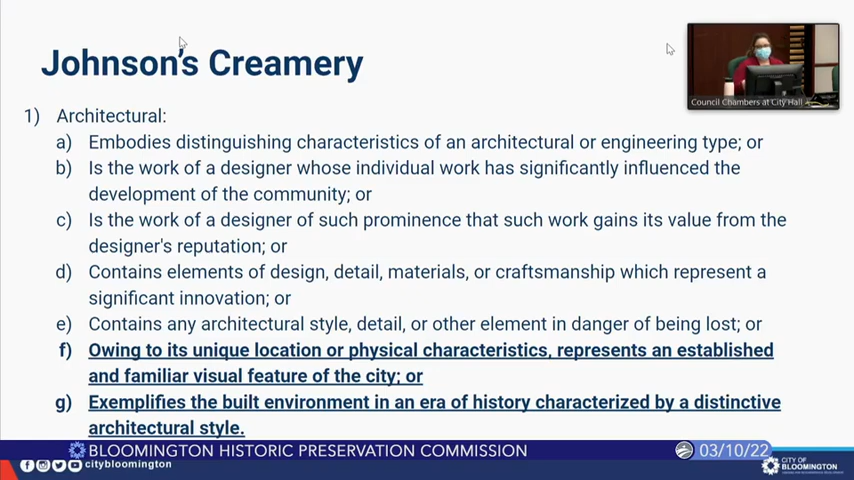 Johnson's Creamery
Council Chambers at City Hall
1) Architectural:
a) Embodies distinguishing characteristics of an architectural or engineering type; or
b) Is the work of a designer whose individual work has significantly influenced the
development of the community; or
c) Is the work of a designer of such prominence that such work gains its value from the
designer's reputation; or
d) Contains elements of design, detail, materials, or craftsmanship which represent a
significant innovation; or
e) Contains any architectural style, detail, or other element in danger of being lost; or
f) Owing to its unique location or physical characteristics, represents an established
and familiar visual feature of the city; or
g) Exemplifies the built environment in an era of history characterized by a distinctive
architectural style.
BLOOMINGTON HISTORIC PRESERVATION COMMISSION
03/10/22
citybloomington
CITY OF
BLOOMINGTON